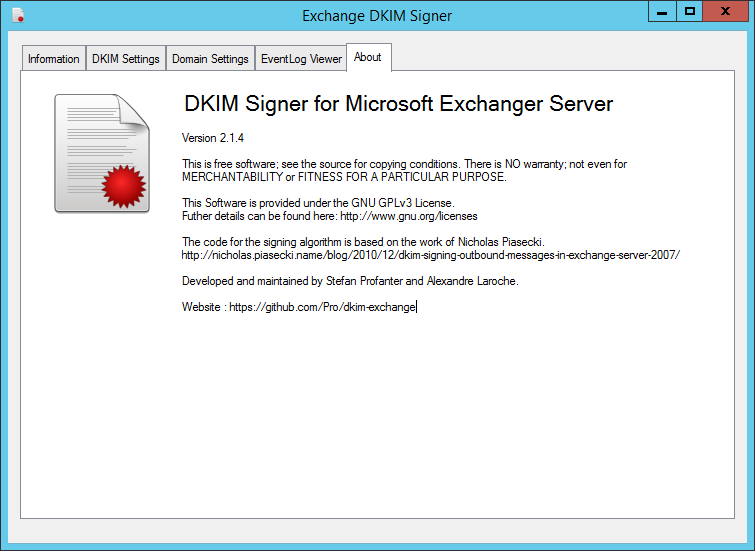 Exchange DKIM Signer
Information DKIM Settings Domain Settings EventLog Viewer About
DKIM Signer for Microsoft Exchanger Server
Version 2.1.4
This is free software; see the source for copying conditions. There is NO warranty; not even for
MERCHANTABILITY or FITNESS FOR A PARTICULAR PURPOSE.
This Software is provided under the GNU GPLv3 License.
Futher details can be found here: http://www.gnu.org/licenses
The code for the signing algorithm is based on the work of Nicholas Piasecki.
http://nicholas.piasecki.name/blog/2010/12/dkim-signing-outbound-messages-in-exchange-server-2007/
Developed and maintained by Stefan Profanter and Alexandre Laroche.
Website : https://github.com/Pro/dkim-exchange